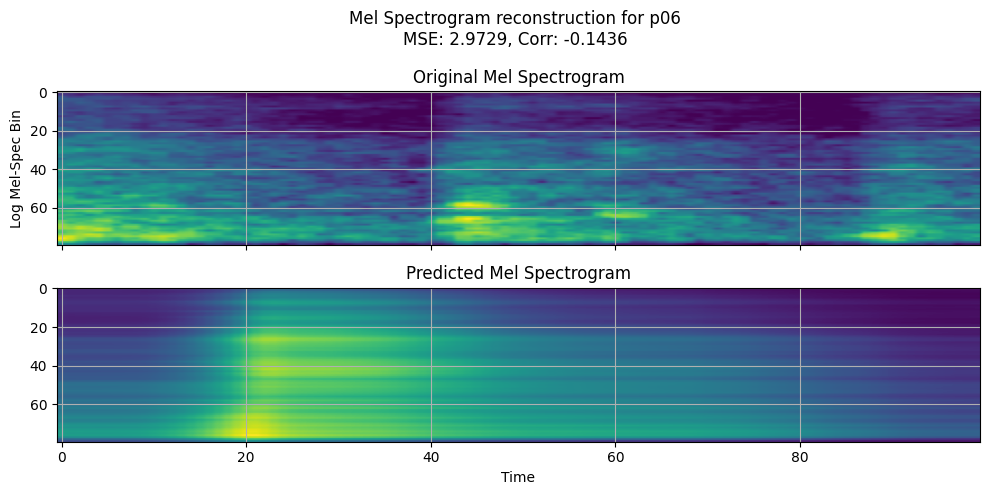 Mel Spectrogram reconstruction for p06
MSE: 2.9729, Corr: -0.1436
Original Mel Spectrogram
0
20
40
60
Log Mel-Spec Bin
Predicted Mel Spectrogram
0
20
40
60
0 20 40 60 80
Time